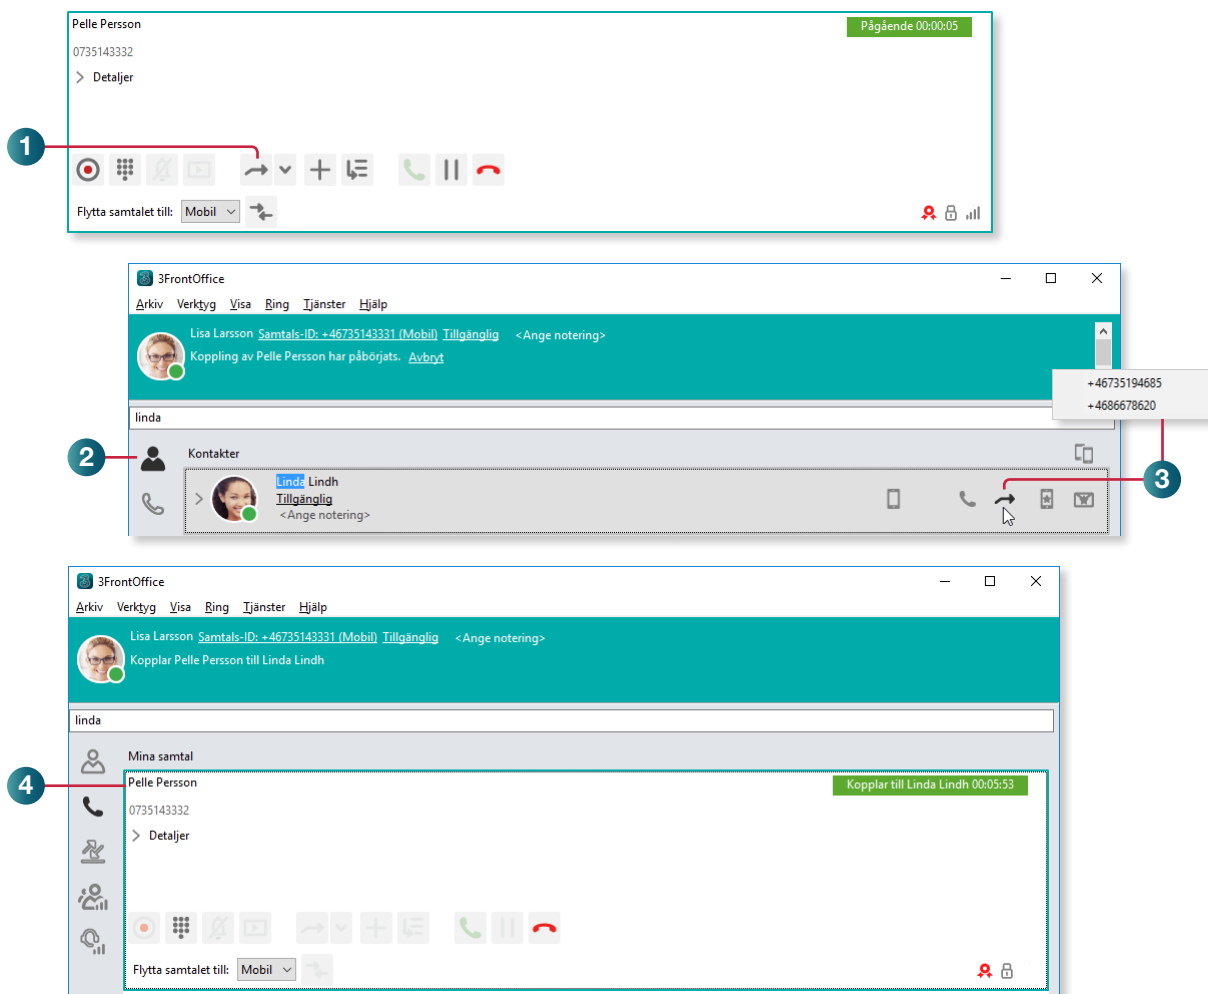 Pelle Persson
Pågående 00:00:05
0735143332
Detaljer
1
Flytta samtalet till: Mobil
3FrontOffice
Arkiv Verktyg Visa Ring Tjänster Hjälp
Lisa Larsson Samtals-ID: +46735143331 (Mobil) Tillgänglig <Ange notering>
Koppling av Pelle Persson har påbörjats. Avbryt
+46735194685
+4686678620
linda
2
Kontakter
Linda Lindh
Tillgänglig
<Ange notering>
3
3FrontOffice
Arkiv Verktyg Visa Ring Tjänster Hjälp
Lisa Larsson Samtals-ID: +46735143331 (Mobil) Tillgänglig <Ange notering>
Kopplar Pelle Persson till Linda Lindh
linda
Mina samtal
4
Pelle Persson
Kopplar till Linda Lindh 00:05:53
0735143332
Detaljer
Flytta samtalet till: Mobil